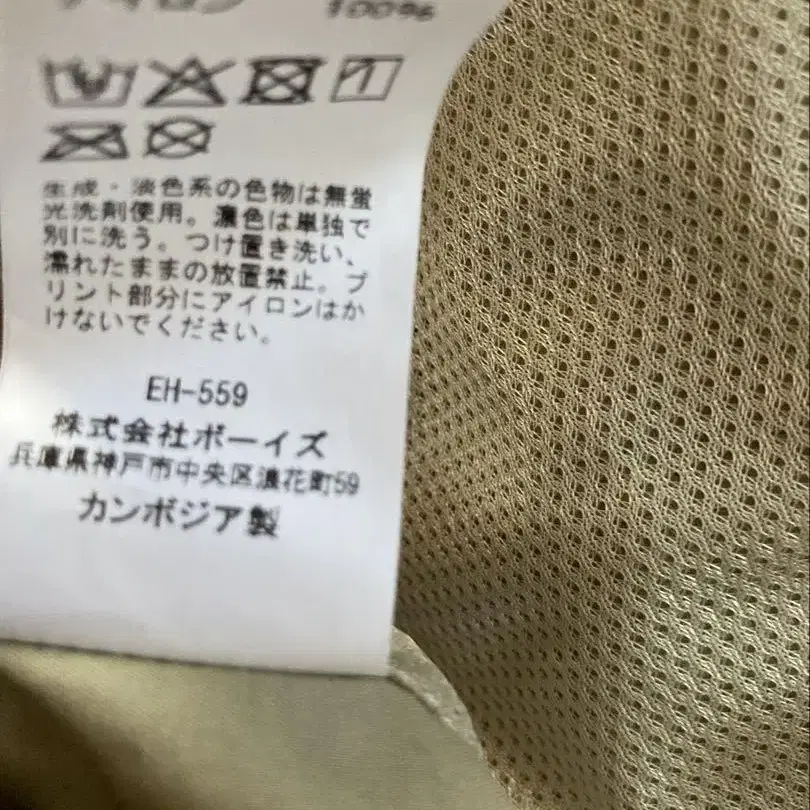 100%
生成・淡色系の色物は無蛍
光洗剤使用。濃色は単独で
別に洗う。つけ置き洗い、
濡れたままの放置禁止。プ
リント部分にアイロンはか
けないでください。
EH-559
株式会社ボーイズ
兵庫県神戸市中央区浪花町59
カンボジア製